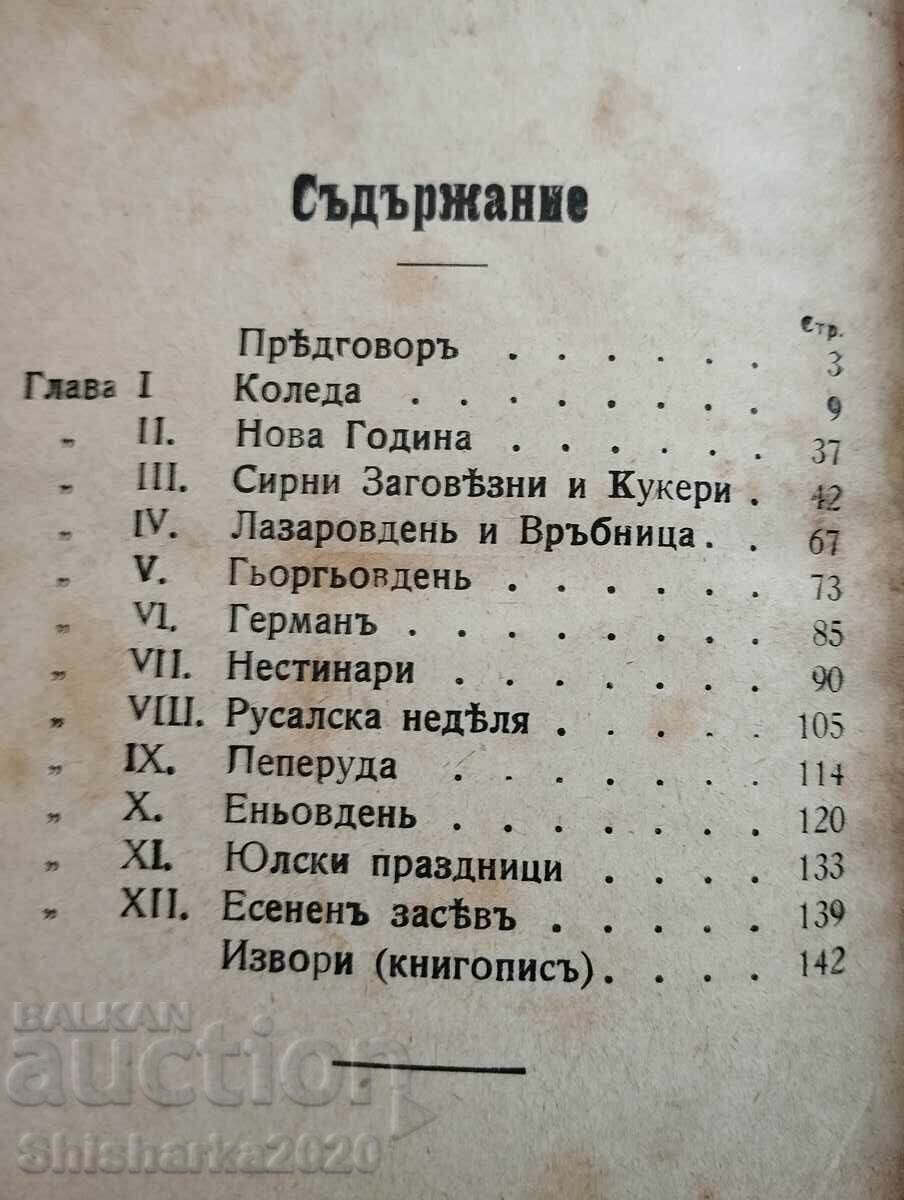 Съдържание
Стр.
Прѣдговоръ . . . . . . 3
Глава I Коледа . . . . . . . . 9
„ II. Нова Година . . . . . . 37
„ III. Сирни Заговѣзни и Кукери . 42
„ IV. Лазаровдень и Връбница . . 67
„ V. Гьоргьовдень . . . . . . 73
„ VI. Германъ . . . . . . . . 85
„ VII. Нестинари . . . . . . . 90
„ VIII. Русалска недѣля . . . . . 105
„ IX. Пеперуда . . . . . . . 114
„ X. Еньовдень . . . . . . . 120
„ XI. Юлски праздници . . . . 133
„ XII. Есененъ засѣвъ . . . . . 139
Извори (книгописъ) . . . . 142
BALKAN
auction
Shisharka2020